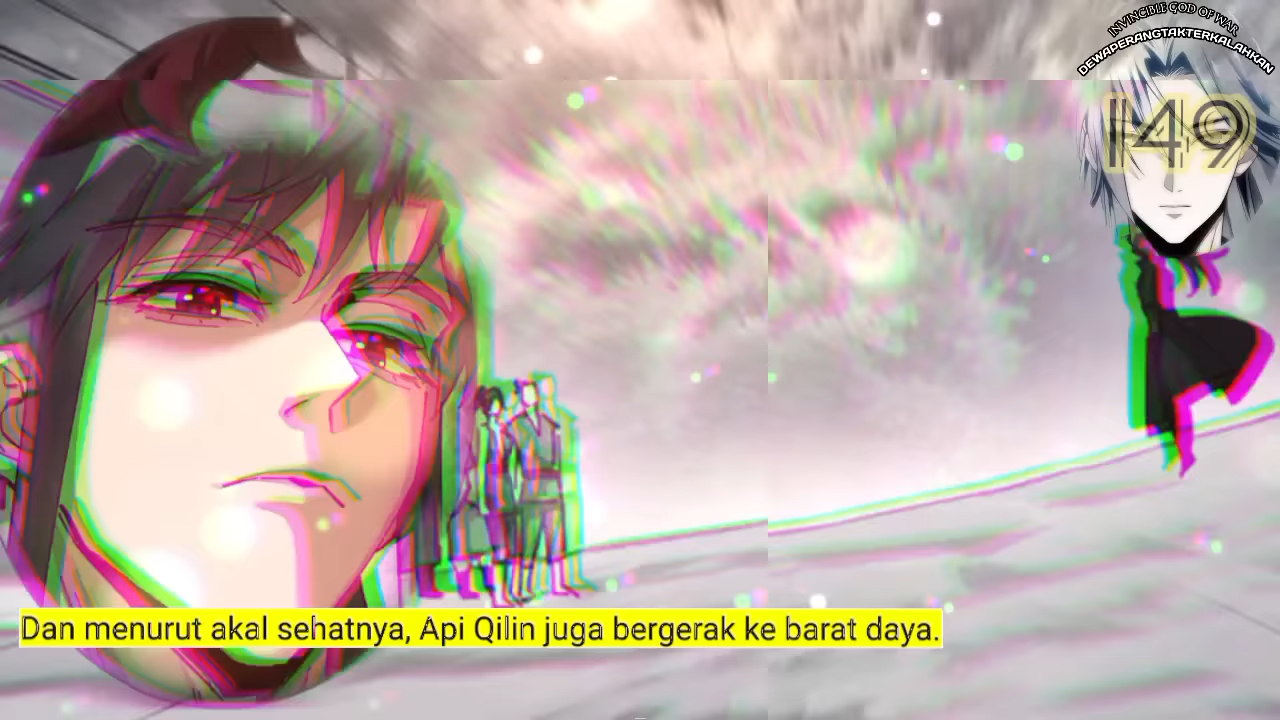 INVINCIBLE GOD OF WAR
DEWAPERANGTAKTERKALAHKAN
149
Dan menurut akal sehatnya, Api Qilin juga bergerak ke barat daya.